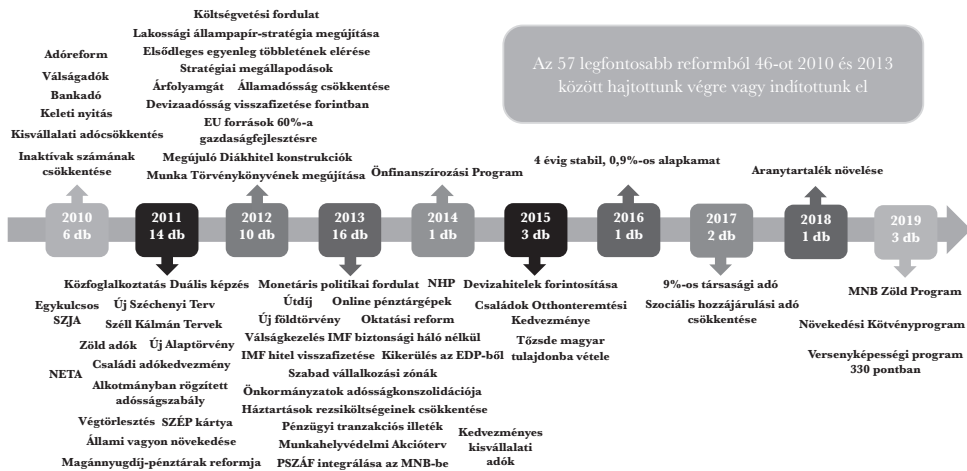 Az 57 legfontosabb reformból 46-ot 2010 és 2013
között hajtottunk végre vagy indítottunk el
Adóreform
Válságadók
Bankadó
Keleti nyitás
Kisvállalati adócsökkentés
Inaktívak számának
csökkentése
Költségvetési fordulat
Lakossági állampapír-stratégia megújítása
Elsődleges egyenleg többletének elérése
Stratégiai megállapodások
Árfolyamgát Államadósság csökkentése
Devizaadósság visszafizetése forintban
EU források 60%-a
gazdaságfejlesztésre
Megújuló Diákhitel konstrukciók
Munka Törvénykönyvének megújítása
Önfinanszírozási Program
4 évig stabil, 0,9%-os alapkamat
Aranytartalék növelése
2010
6 db
2011
14 db
2012
10 db
2013
16 db
2014
1 db
2015
3 db
2016
1 db
2017
2 db
2018
1 db
2019
3 db
Közfoglalkoztatás Duális képzés
Egykulcsos
SZJA
Új Széchenyi Terv
Széll Kálmán Tervek
Zöld adók Új Alaptörvény
Családi adókedvezmény
NETA
Alkotmányban rögzített
adósságszabály
Végtörlesztés SZÉP kártya
Állami vagyon növekedése
Magánnyugdíj-pénztárak reformja
Monetáris politikai fordulat
Útdíj Online pénztárgépek
Új földtörvény Oktatási reform
Válságkezelés IMF biztonsági háló nélkül
IMF hitel visszafizetése Kikerülés az EDP-ből
Szabad vállalkozási zónák
Önkormányzatok adósságkonszolidációja
Háztartások rezsiköltségeinek csökkentése
Pénzügyi tranzakciós illeték
Munkahelyvédelmi Akcióterv
PSZÁF integrálása az MNB-be
Kedvezményes
kisvállalati
adók
NHP
Devizahitelek forintosítása
Családok Otthonteremtési
Kedvezménye
Tőzsde magyar
tulajdonba vétele
9%-os társasági adó
Szociális hozzájárulási adó
csökkentése
MNB Zöld Program
Növekedési Kötvényprogram
Versenyképességi program
330 pontban